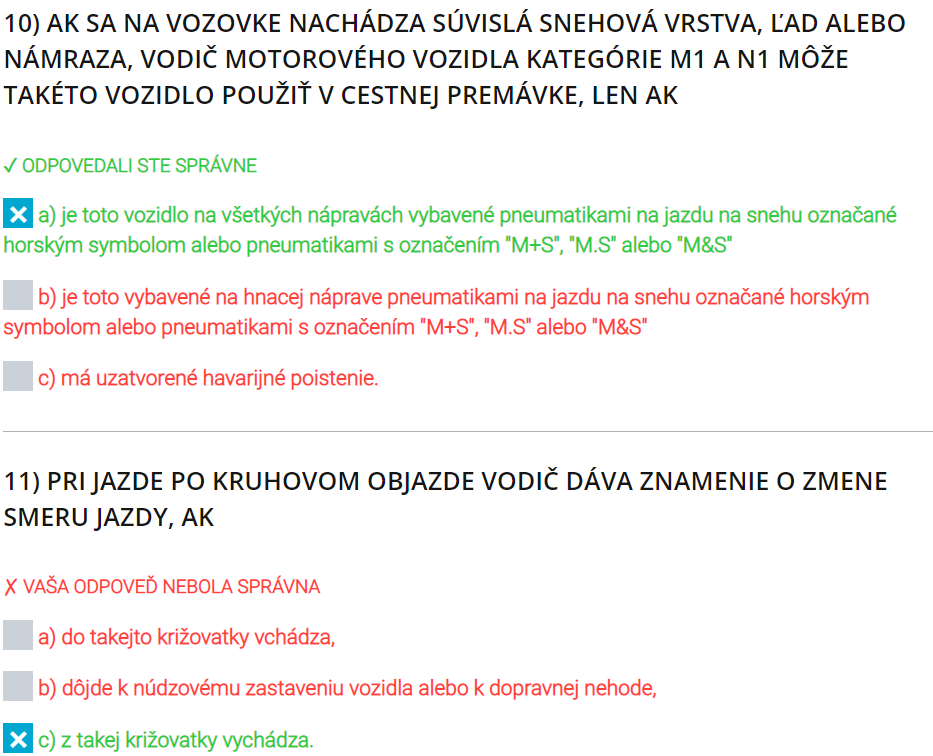 10) AK SA NA VOZOVKE NACHÁDZA SÚVISLÁ SNEHOVÁ VRSTVA, ĽAD ALEBO
NÁMRAZA, VODIČ MOTOROVÉHO VOZIDLA KATEGÓRIE M1 A N1 MÔŽE
TAKÉTO VOZIDLO POUŽIŤ V CESTNEJ PREMÁVKE, LEN AK
✓ ODPOVEDALI STE SPRÁVNE
a) je toto vozidlo na všetkých nápravách vybavené pneumatikami na jazdu na snehu označané
horským symbolom alebo pneumatikami s označením "M+S", "M.S" alebo "M&S"
b) je toto vybavené na hnacej náprave pneumatikami na jazdu na snehu označané horským
symbolom alebo pneumatikami s označením "M+S", "M.S" alebo "M&S"
c) má uzatvorené havarijné poistenie.
11) PRI JAZDE PO KRUHOVOM OBJAZDE VODIČ DÁVA ZNAMENIE O ZMENE
SMERU JAZDY, AK
✗ VAŠA ODPOVEĎ NEBOLA SPRÁVNA
a) do takejto križovatky vchádza,
b) dôjde k núdzovému zastaveniu vozidla alebo k dopravnej nehode,
c) z takej križovatky vychádza.